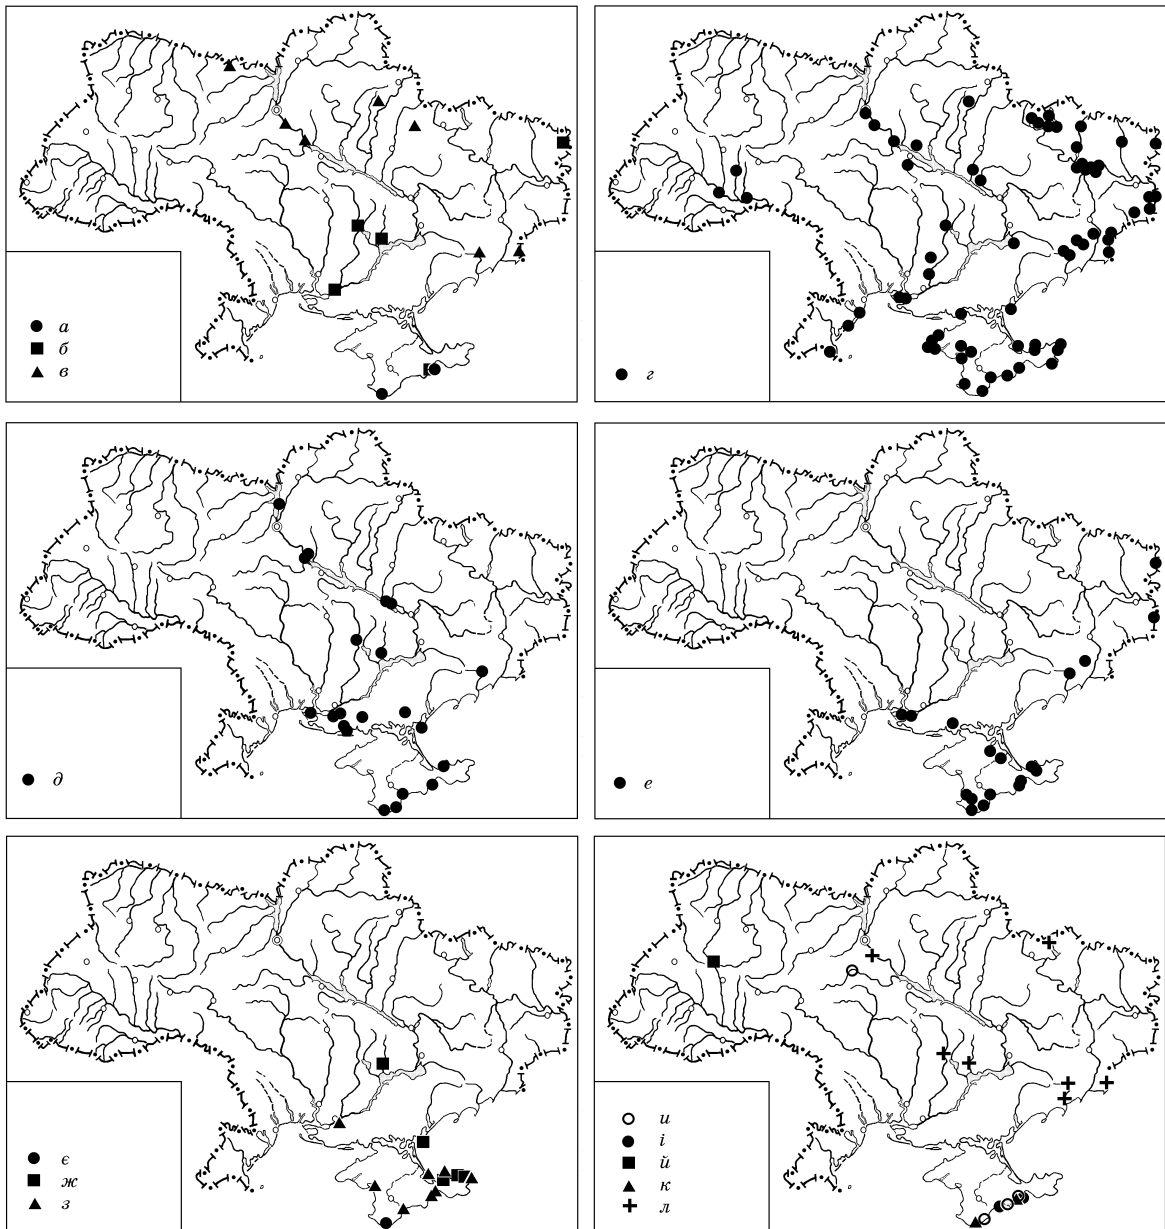 а
б
в
г
д
е
є
ж
з
и
і
й
к
л